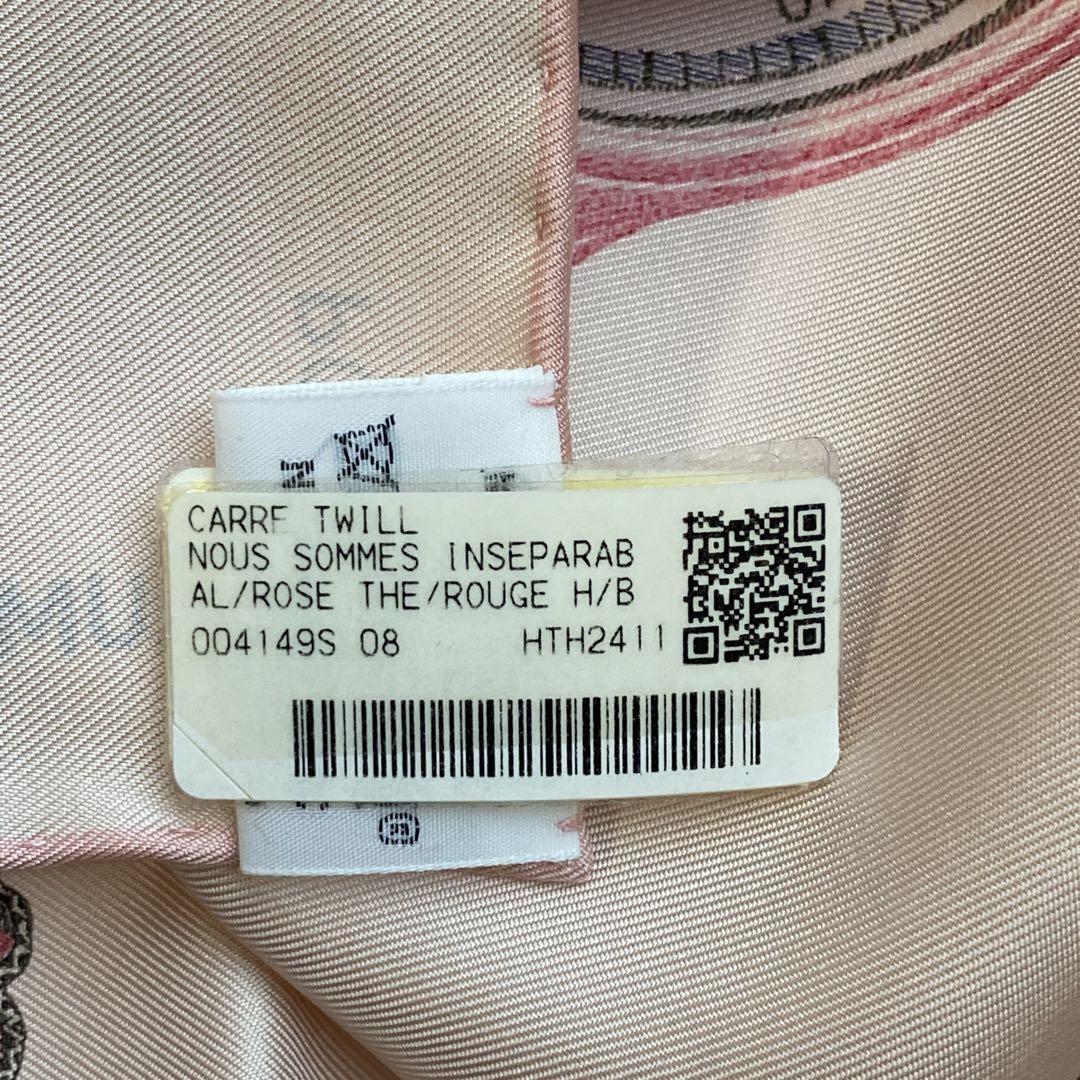 CARRE TWILL
NOUS SOMMES INSEPARAB
AL/ROSE THE/ROUGE H/B
004149S 08 HTH2411